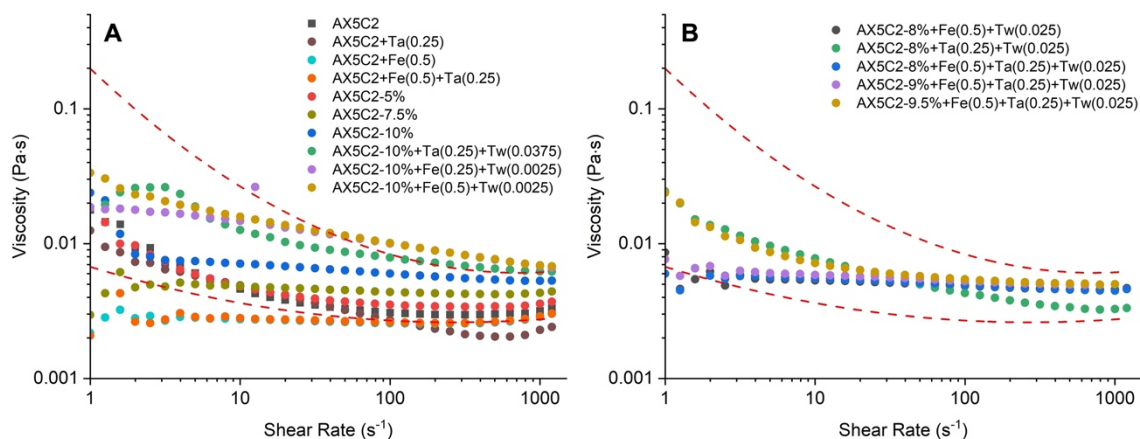 A
AX5C2
AX5C2+Ta(0.25)
AX5C2+Fe(0.5)
AX5C2+Fe(0.5)+Ta(0.25)
AX5C2-5%
AX5C2-7.5%
AX5C2-10%
AX5C2-10%+Ta(0.25)+Tw(0.0375)
AX5C2-10%+Fe(0.25)+Tw(0.0025)
AX5C2-10%+Fe(0.5)+Tw(0.0025)
Viscosity (Pa·s)
0.1
0.01
0.001
1
10
100
1000
Shear Rate (s⁻¹)
B
AX5C2-8%+Fe(0.5)+Tw(0.025)
AX5C2-8%+Ta(0.25)+Tw(0.025)
AX5C2-8%+Fe(0.5)+Ta(0.25)+Tw(0.025)
AX5C2-9%+Fe(0.5)+Ta(0.25)+Tw(0.025)
AX5C2-9.5%+Fe(0.5)+Ta(0.25)+Tw(0.025)
Viscosity (Pa·s)
0.1
0.01
0.001
1
10
100
1000
Shear Rate (s⁻¹)